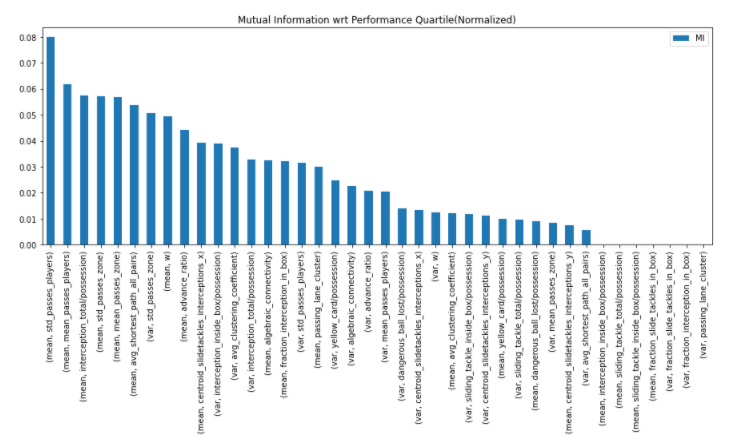 Mutual Information wrt Performance Quartile(Normalized)
MI
0.08
0.07
0.06
0.05
0.04
0.03
0.02
0.01
0.00
(mean, std_passes_players)
(mean, mean_passes_players)
(mean, interception_total/possession)
(mean, std_passes_zone)
(mean, mean_passes_zone)
(mean, avg_shortest_path_all_pairs)
(var, std_passes_zone)
(mean, w)
(mean, advance_ratio)
(mean, centroid_slidetackles_interceptions_x)
(var, interception_inside_box/possession)
(var, avg_clustering_coefficient)
(var, interception_total/possession)
(mean, algebraic_connectivity)
(mean, fraction_interception_in_box)
(var, std_passes_players)
(mean, passing_lane_cluster)
(var, yellow_card/possession)
(var, algebraic_connectivity)
(var, advance_ratio)
(var, mean_passes_players)
(var, dangerous_ball_lost/possession)
(var, centroid_slidetackles_interceptions_x)
(var, w)
(mean, avg_clustering_coefficient)
(var, sliding_tackle_inside_box/possession)
(var, centroid_slidetackles_interceptions_y)
(mean, yellow_card/possession)
(var, sliding_tackle_total/possession)
(mean, dangerous_ball_lost/possession)
(var, mean_passes_zone)
(mean, centroid_slidetackles_interceptions_y)
(var, avg_shortest_path_all_pairs)
(mean, interception_inside_box/possession)
(mean, sliding_tackle_total/possession)
(mean, sliding_tackle_inside_box/possession)
(mean, fraction_slide_tackles_in_box)
(var, fraction_slide_tackles_in_box)
(var, fraction_interception_in_box)
(var, passing_lane_cluster)